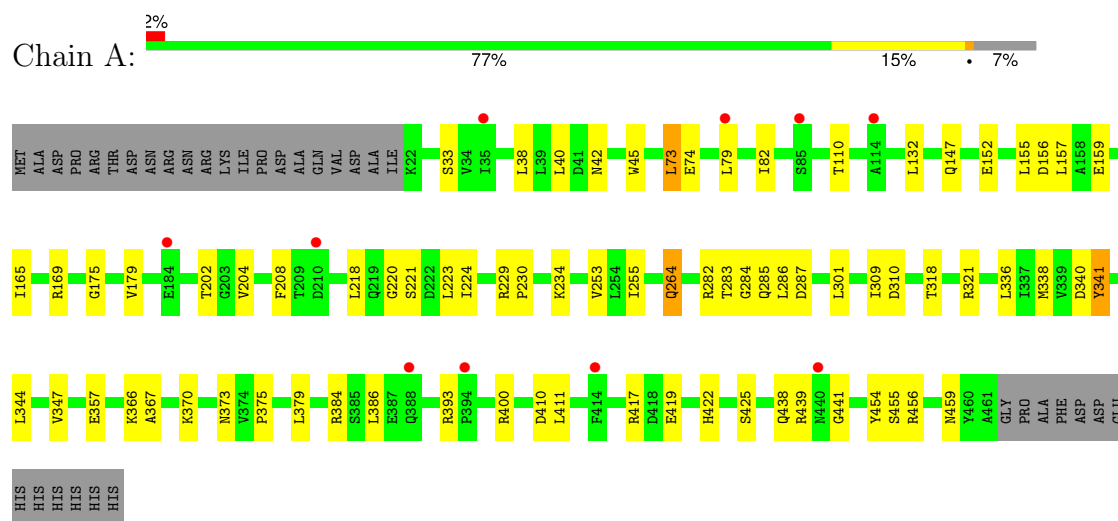 2%
Chain A:
77% 15% • 7%
MET ALA ASP PRO ARG THR ASP ASN ARG ASN ARG LYS ILE PRO ASP ALA GLN VAL ASP ALA ILE K22 S33 V34 I35 L38 L39 L40 D41 N42 W45 L73 E74 L79 I82 S85 T110 A114 L132 Q147 E152 L155 D156 L157 A158 E159
I165 R169 G175 V179 E184 T202 G203 V204 F208 T209 D210 L218 Q219 G220 S221 D222 L223 I224 R229 P230 K234 V253 L254 I255 Q264 R282 T283 G284 Q285 L286 D287 L301 I309 D310 T318 R321 L336 I337 M338 V339 D340 Y341
L344 V347 E357 K366 A367 K370 N373 V374 P375 L379 R384 S385 L386 E387 Q388 R393 P394 R400 D410 L411 F414 R417 D418 E419 H422 S425 Q438 R439 N440 G441 Y454 S455 R456 N459 Y460 A461 GLY PRO ALA PHE ASP ASP GLU
HIS HIS HIS HIS HIS HIS